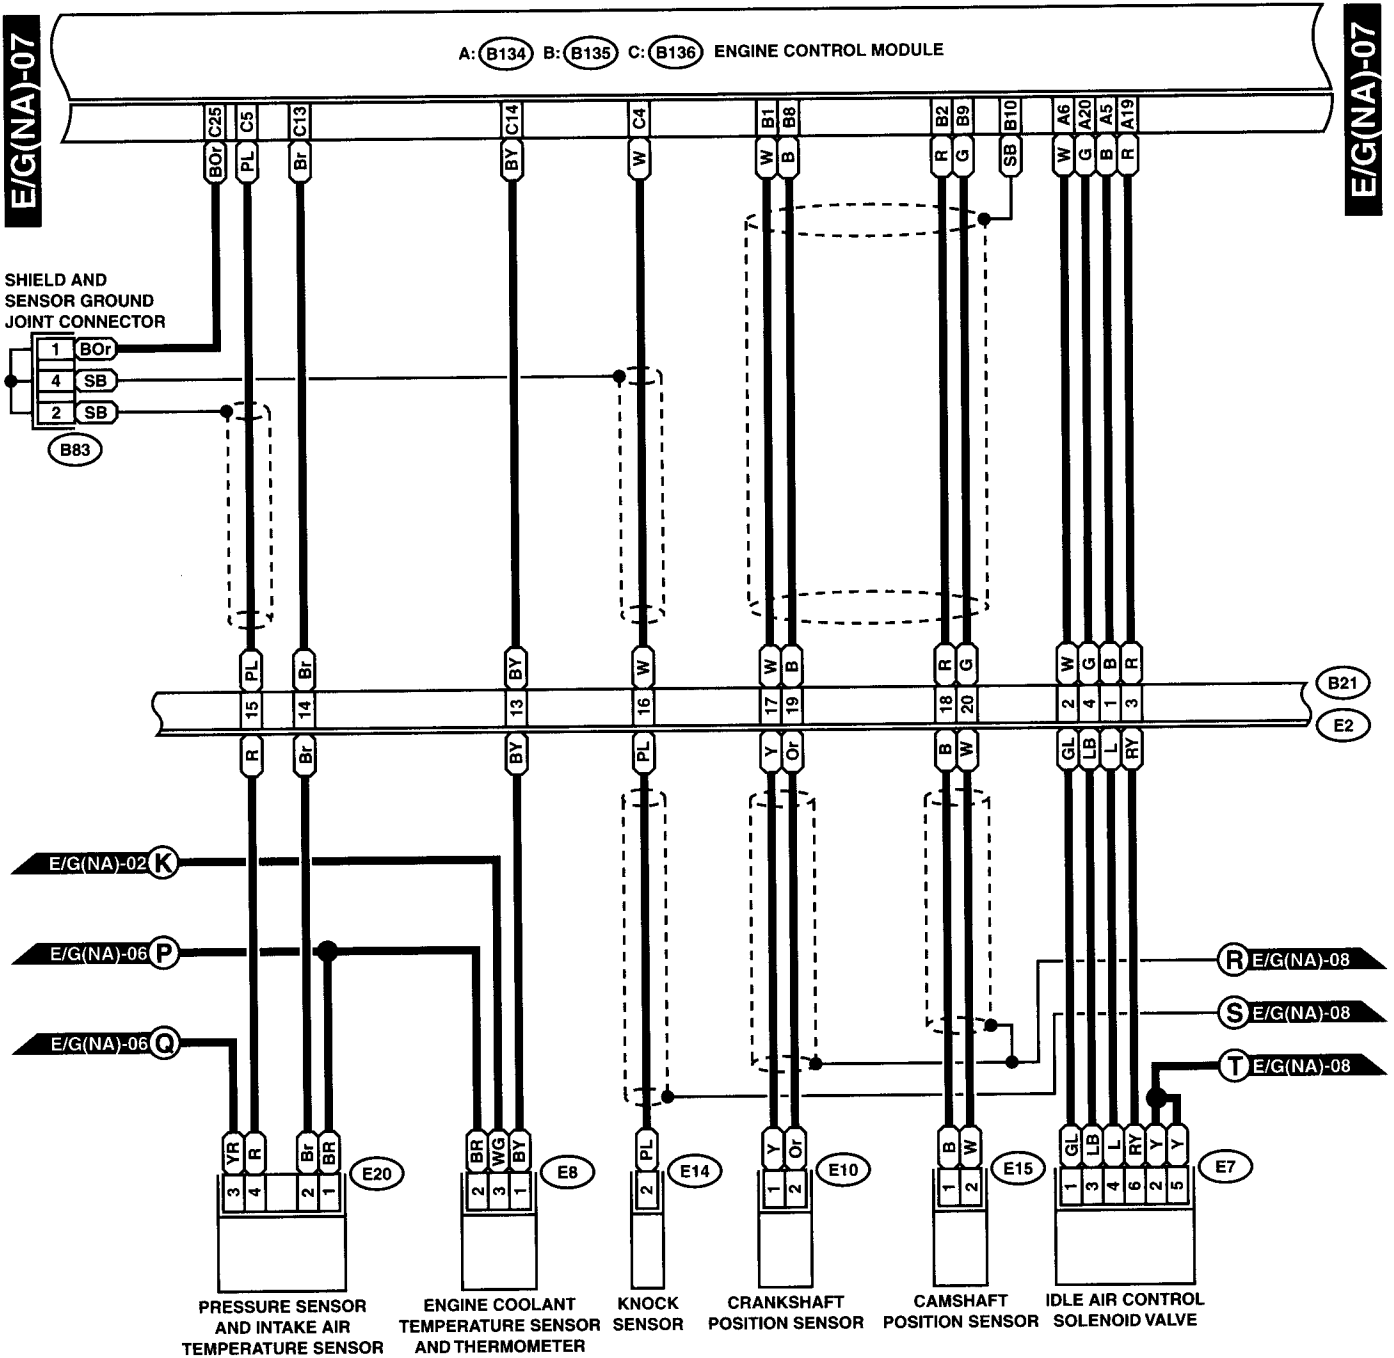 E/G(NA)-07
E/G(NA)-07
A: B134 B: B135 C: B136 ENGINE CONTROL MODULE
C25 C5 C13 C14 C4 B1 B8 B2 B9 B10 A6 A20 A5 A19
BOr PL Br BY W W B R G SB W G B R
SHIELD AND
SENSOR GROUND
JOINT CONNECTOR
1 BOr
4 SB
2 SB
B83
PL Br BY W W B R G W G B R
B21
15 14 13 16 17 19 18 20 2 4 1 3
E2
R Br BY PL Y Or B W GL LB L RY
E/G(NA)-02 K
E/G(NA)-06 P
R E/G(NA)-08
S E/G(NA)-08
E/G(NA)-06 Q
T E/G(NA)-08
YR R Br BR BR WG BY PL Y Or B W GL LB L RY Y Y
E20 E8 E14 E10 E15 E7
3 4 2 1 2 3 1 2 1 2 1 2 1 3 4 6 2 5
PRESSURE SENSOR
AND INTAKE AIR
TEMPERATURE SENSOR
ENGINE COOLANT
TEMPERATURE SENSOR
AND THERMOMETER
KNOCK
SENSOR
CRANKSHAFT
POSITION SENSOR
CAMSHAFT
POSITION SENSOR
IDLE AIR CONTROL
SOLENOID VALVE